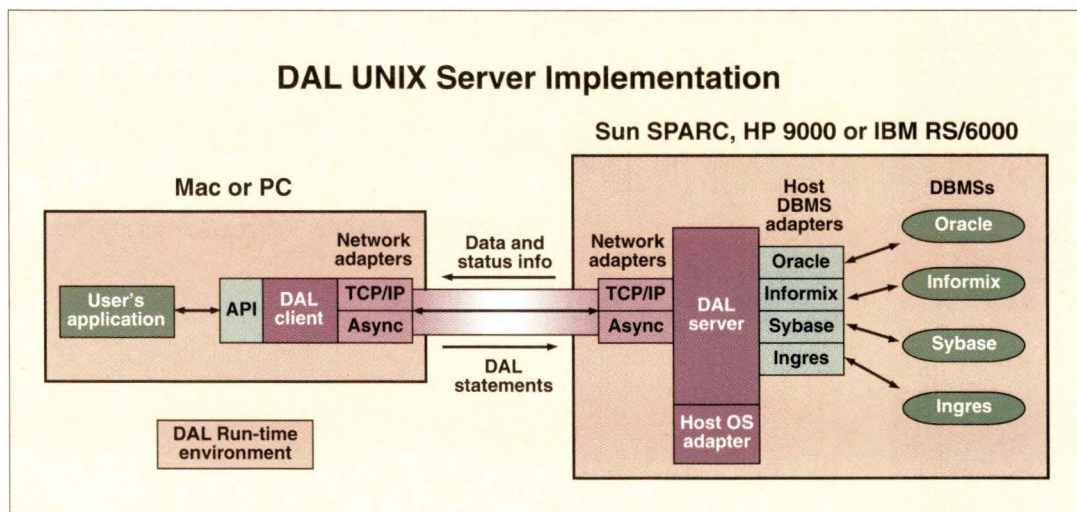 DAL UNIX Server Implementation
Sun SPARC, HP 9000 or IBM RS/6000
Mac or PC
User's
application
API
DAL
client
Network
adapters
TCP/IP
Async
Data and
status info
DAL
statements
Network
adapters
TCP/IP
Async
DAL
server
Host OS
adapter
Host
DBMS
adapters
Oracle
Informix
Sybase
Ingres
DBMSs
Oracle
Informix
Sybase
Ingres
DAL Run-time
environment